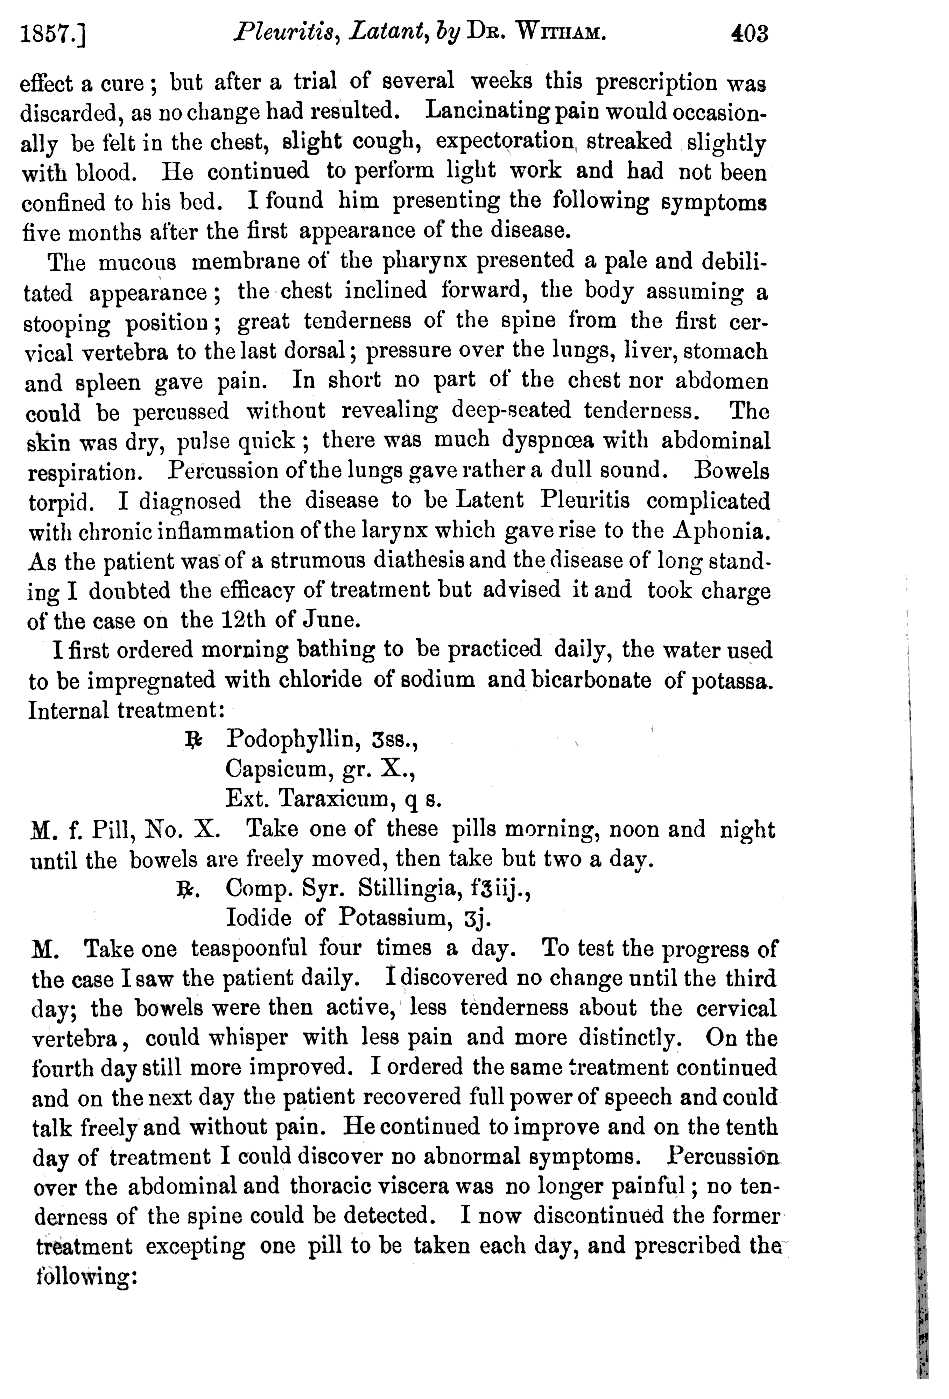 1857.] Pleuritis, Latant, by DR. WITHAM. 403
effect a cure ; but after a trial of several weeks this prescription was
discarded, as no change had resulted. Lancinating pain would occasion-
ally be felt in the chest, slight cough, expectoration, streaked slightly
with blood. He continued to perform light work and had not been
confined to his bed. I found him presenting the following symptoms
five months after the first appearance of the disease.
The mucous membrane of the pharynx presented a pale and debili-
tated appearance ; the chest inclined forward, the body assuming a
stooping position ; great tenderness of the spine from the first cer-
vical vertebra to the last dorsal ; pressure over the lungs, liver, stomach
and spleen gave pain. In short no part of the chest nor abdomen
could be percussed without revealing deep-seated tenderness. The
skin was dry, pulse quick ; there was much dyspnœa with abdominal
respiration. Percussion of the lungs gave rather a dull sound. Bowels
torpid. I diagnosed the disease to be Latent Pleuritis complicated
with chronic inflammation of the larynx which gave rise to the Aphonia.
As the patient was of a strumous diathesis and the disease of long stand-
ing I doubted the efficacy of treatment but advised it and took charge
of the case on the 12th of June.
I first ordered morning bathing to be practiced daily, the water used
to be impregnated with chloride of sodium and bicarbonate of potassa.
Internal treatment:
℞ Podophyllin, ʒss.,
Capsicum, gr. X.,
Ext. Taraxicum, q s.
M. f. Pill, No. X. Take one of these pills morning, noon and night
until the bowels are freely moved, then take but two a day.
℞. Comp. Syr. Stillingia, f℥iij.,
Iodide of Potassium, ʒj.
M. Take one teaspoonful four times a day. To test the progress of
the case I saw the patient daily. I discovered no change until the third
day; the bowels were then active, less tenderness about the cervical
vertebra, could whisper with less pain and more distinctly. On the
fourth day still more improved. I ordered the same treatment continued
and on the next day the patient recovered full power of speech and could
talk freely and without pain. He continued to improve and on the tenth
day of treatment I could discover no abnormal symptoms. Percussion
over the abdominal and thoracic viscera was no longer painful ; no ten-
derness of the spine could be detected. I now discontinued the former
treatment excepting one pill to be taken each day, and prescribed the
following: